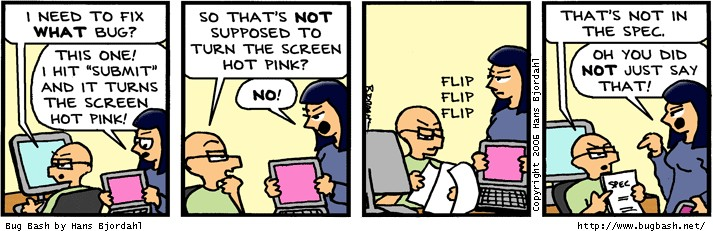 I NEED TO FIX
WHAT BUG?
THIS ONE!
I HIT "SUBMIT"
AND IT TURNS
THE SCREEN
HOT PINK!
SO THAT'S NOT
SUPPOSED TO
TURN THE SCREEN
HOT PINK?
NO!
FLIP
FLIP
FLIP
THAT'S NOT IN
THE SPEC.
OH YOU DID
NOT JUST SAY
THAT!
SPEC
Copyright 2006 Hans Bjordahl
Bug Bash by Hans Bjordahl
http://www.bugbash.net/